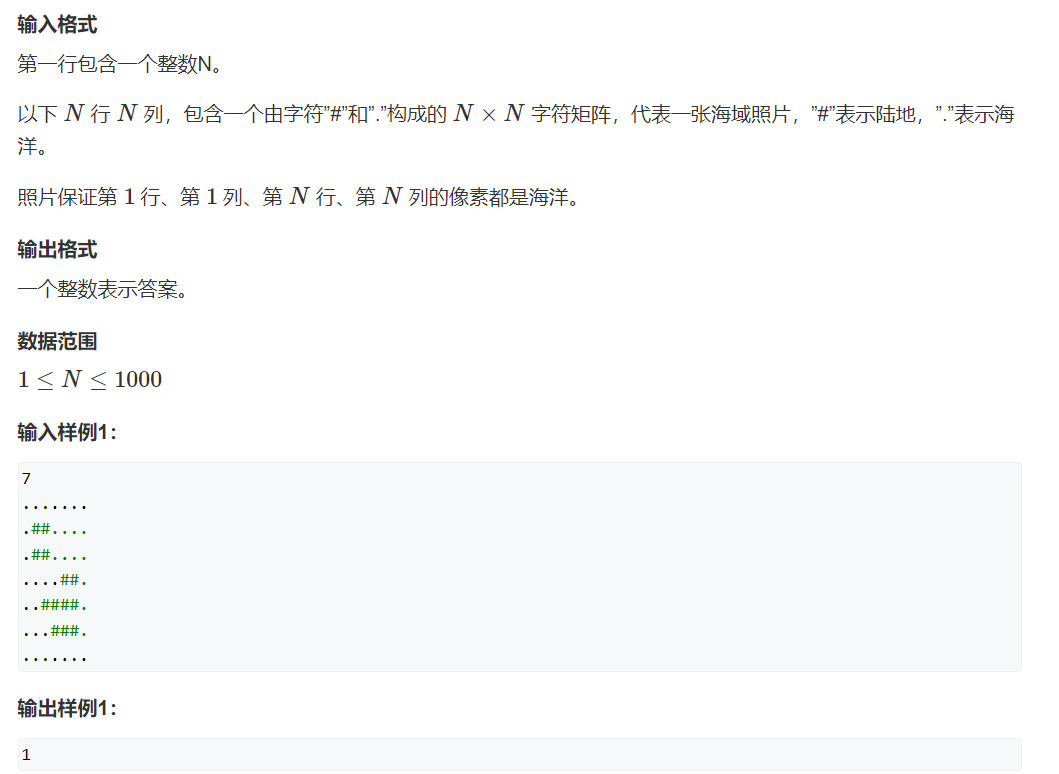 输入格式
第一行包含一个整数N。
以下 N 行 N 列，包含一个由字符”#”和”.”构成的 N × N 字符矩阵，代表一张海域照片，”#”表示陆地，”.”表示海
洋。
照片保证第 1 行、第 1 列、第 N 行、第 N 列的像素都是海洋。
输出格式
一个整数表示答案。
数据范围
1 ≤ N ≤ 1000
输入样例1：
7
.......
.##....
.##....
....##.
..####.
...###.
.......
输出样例1：
1